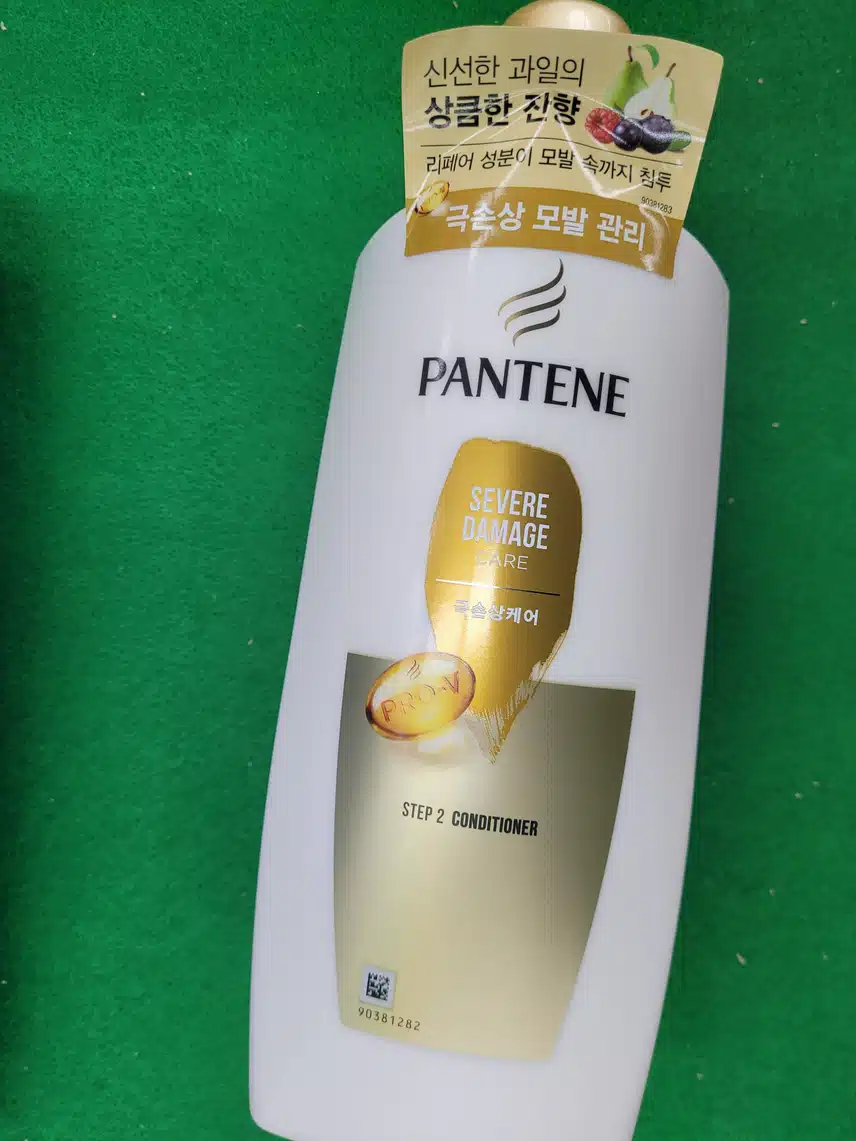 신선한 과일의
상큼한 진향
리페어 성분이 모발 속까지 침투
90381283
극손상 모발 관리
PANTENE
SEVERE
DAMAGE
CARE
극손상케어
PRO-V
STEP 2 CONDITIONER
90381282